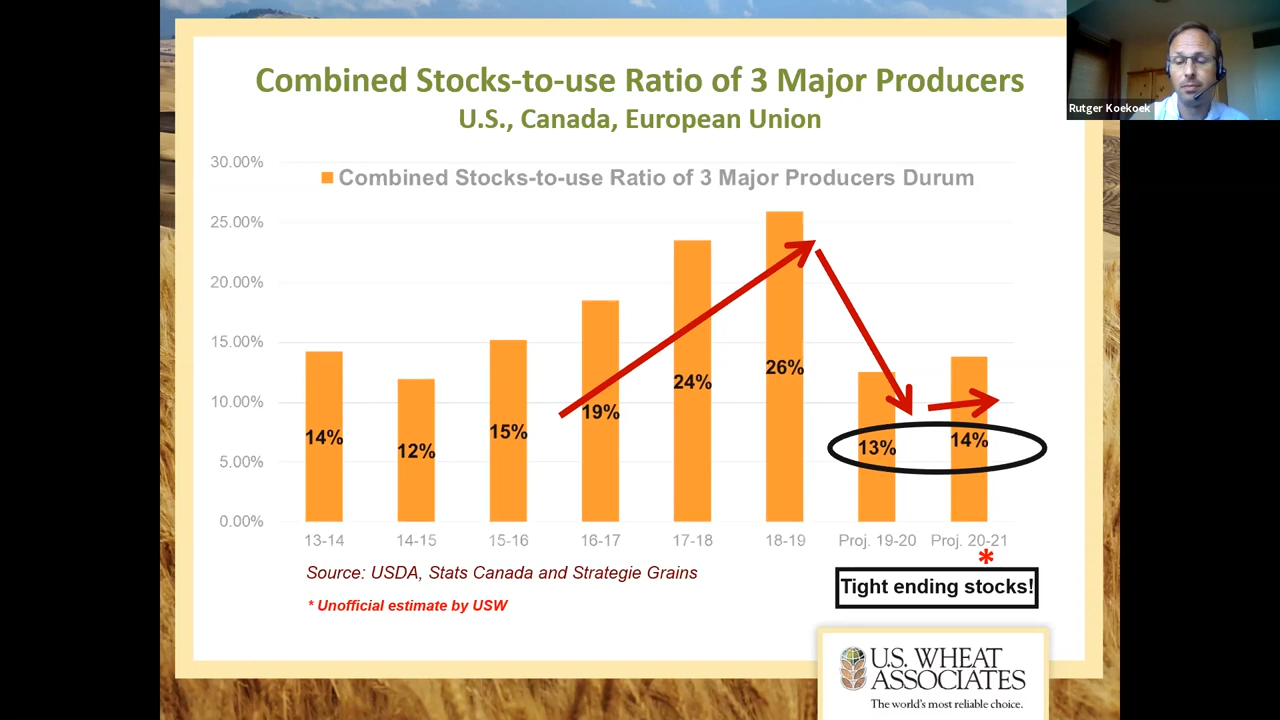 Combined Stocks-to-use Ratio of 3 Major Producers
U.S., Canada, European Union
Rutger Koekoek
Combined Stocks-to-use Ratio of 3 Major Producers Durum
30.00%
25.00%
20.00%
15.00%
10.00%
5.00%
0.00%
14%
12%
15%
19%
24%
26%
13%
14%
13-14
14-15
15-16
16-17
17-18
18-19
Proj. 19-20
Proj. 20-21
*
Source: USDA, Stats Canada and Strategie Grains
Tight ending stocks!
* Unofficial estimate by USW
U.S. WHEAT
ASSOCIATES
The world's most reliable choice.